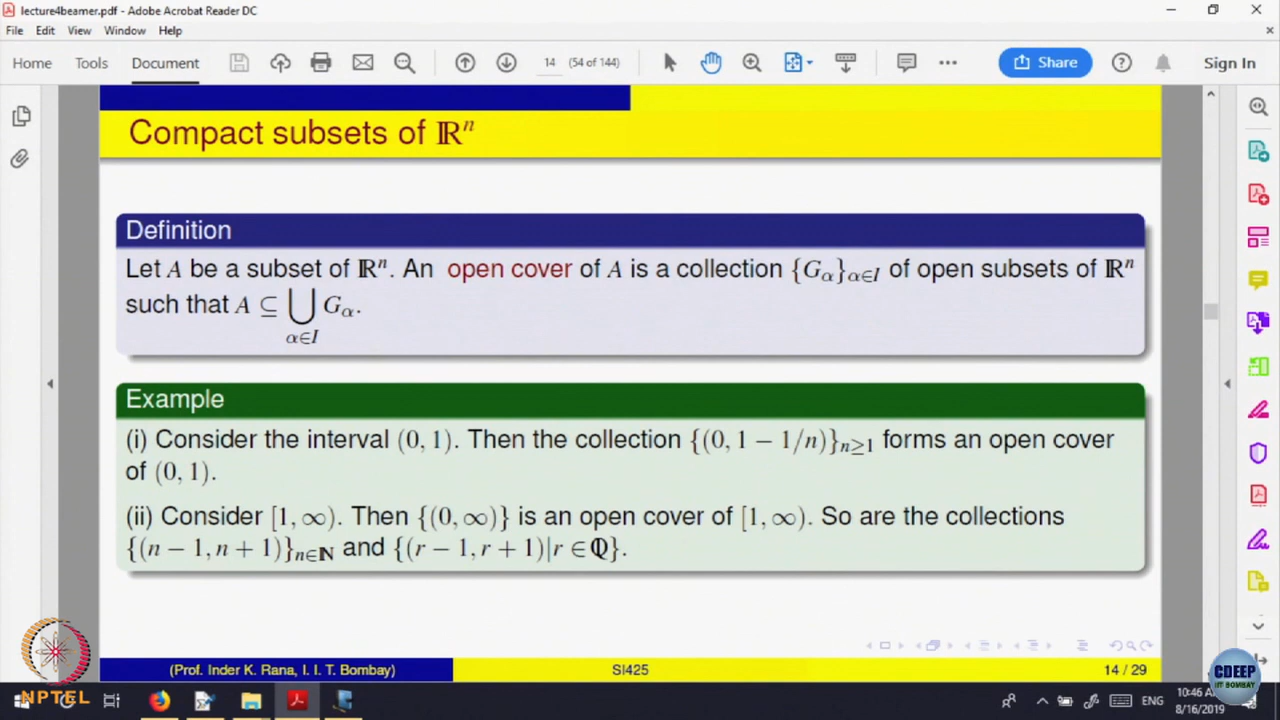 lecture4beamer.pdf - Adobe Acrobat Reader DC
File Edit View Window Help
Home Tools Document 14 (54 of 144) Share Sign In
Compact subsets of ℝⁿ
Definition
Let A be a subset of ℝⁿ. An open cover of A is a collection {G_α}_{α∈I} of open subsets of ℝⁿ
such that A ⊆ ⋃_{α∈I} G_α.
Example
(i) Consider the interval (0, 1). Then the collection {(0, 1 − 1/n)}_{n≥1} forms an open cover
of (0, 1).
(ii) Consider [1, ∞). Then {(0, ∞)} is an open cover of [1, ∞). So are the collections
{(n − 1, n + 1)}_{n∈ℕ} and {(r − 1, r + 1)|r ∈ ℚ}.
(Prof. Inder K. Rana, I. I. T. Bombay) SI425 14 / 29
NPTEL
CDEEP
IIT BOMBAY
ENG
10:46
8/16/2019